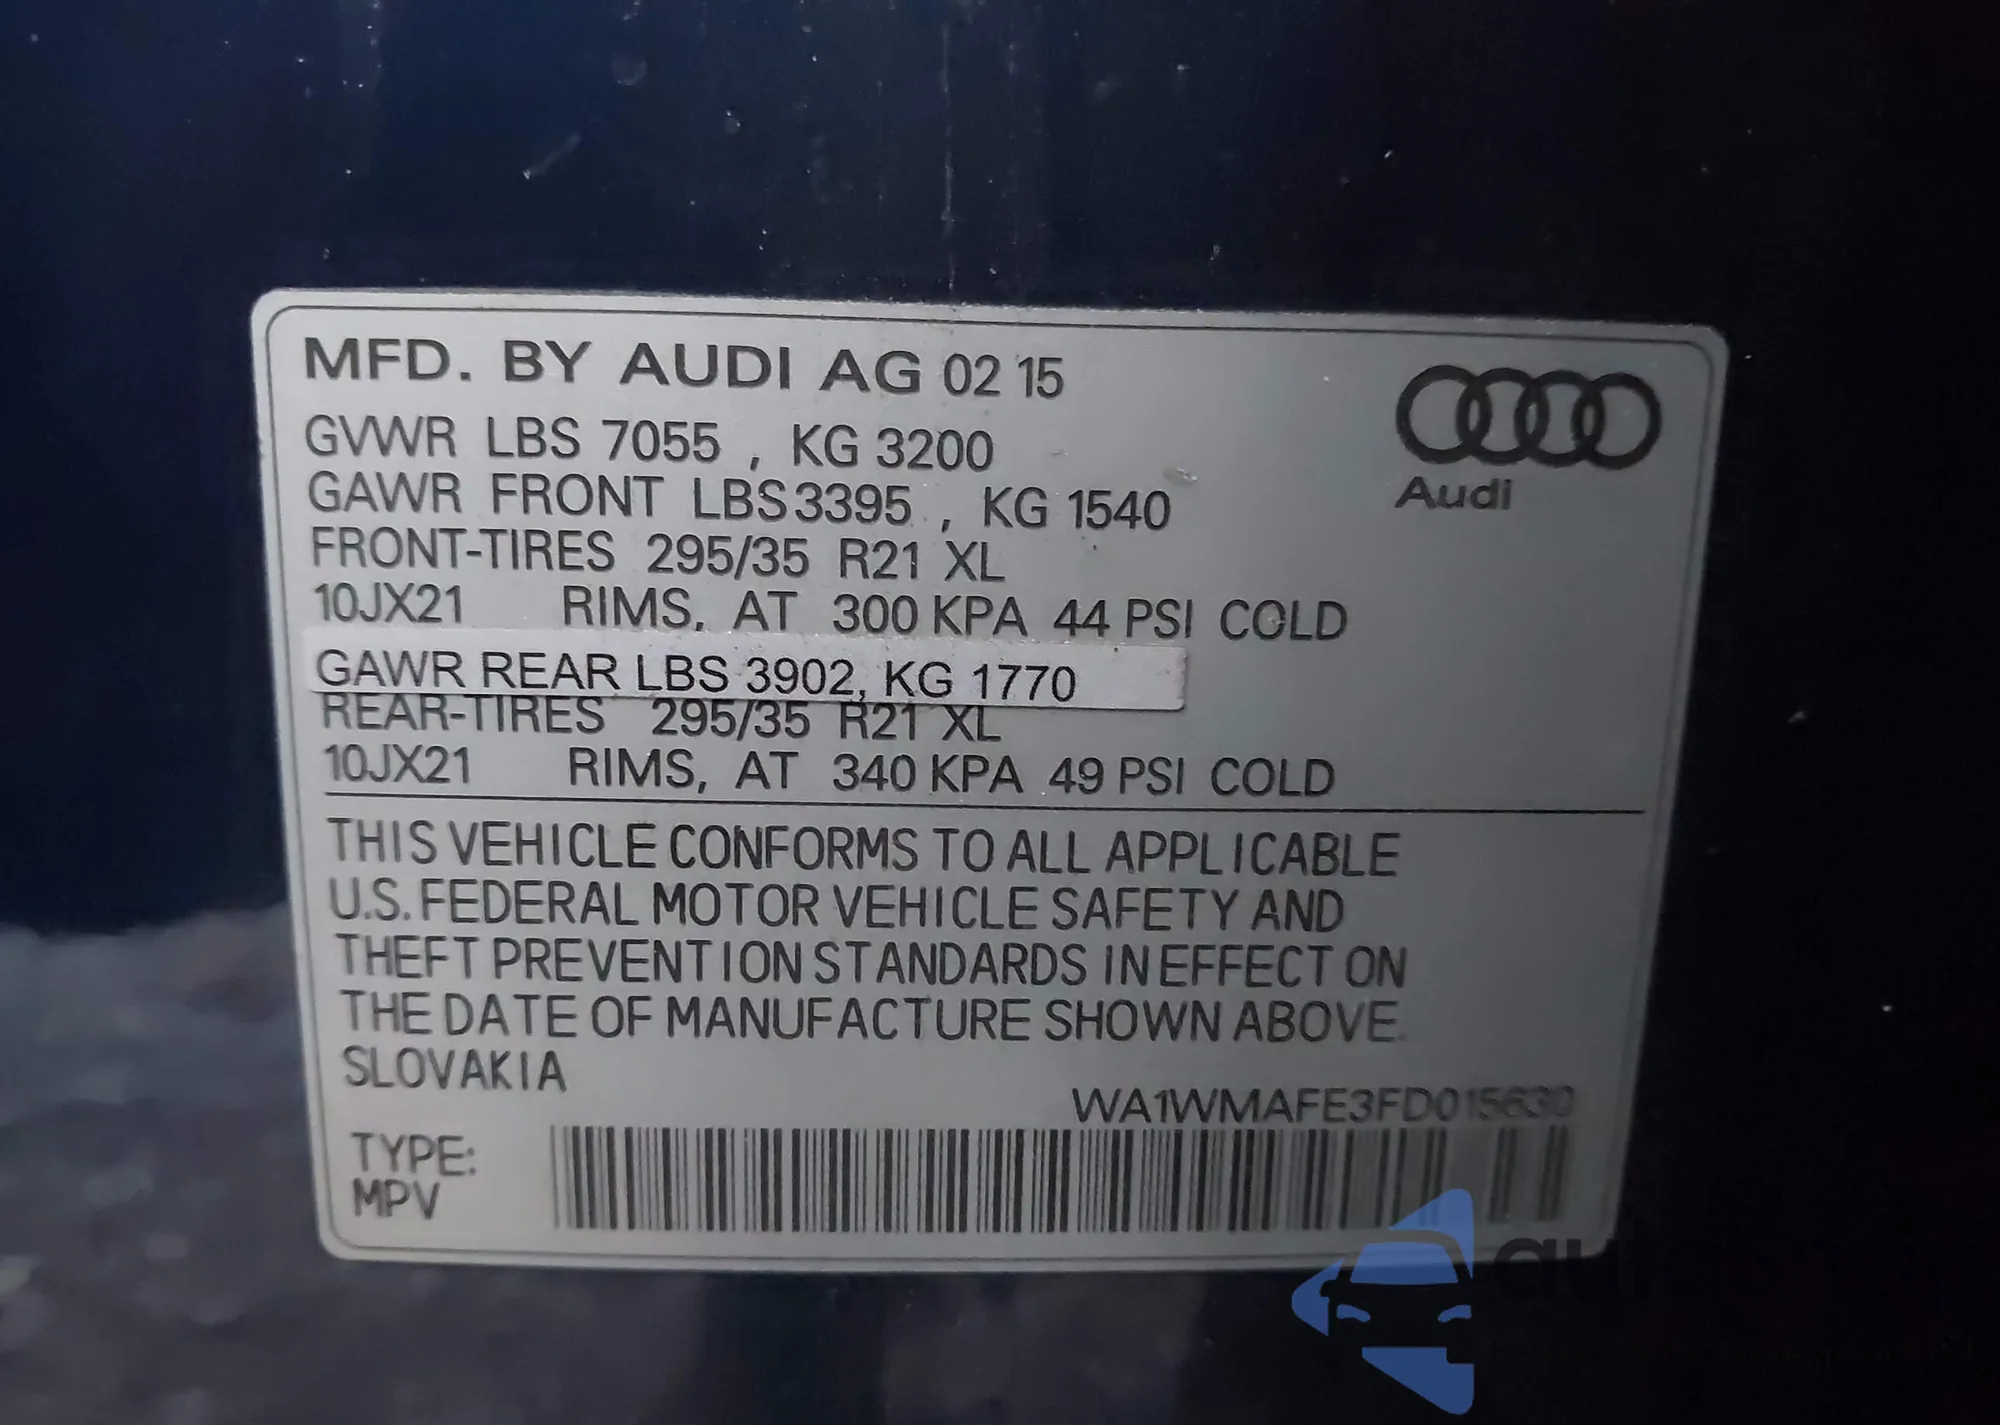 MFD. BY AUDI AG 02 15
GVWR LBS 7055 , KG 3200
GAWR FRONT LBS 3395 , KG 1540
FRONT-TIRES 295/35 R21 XL
10JX21 RIMS, AT 300 KPA 44 PSI COLD
GAWR REAR LBS 3902, KG 1770
REAR-TIRES 295/35 R21 XL
10JX21 RIMS, AT 340 KPA 49 PSI COLD
Audi
THIS VEHICLE CONFORMS TO ALL APPLICABLE
U.S. FEDERAL MOTOR VEHICLE SAFETY AND
THEFT PREVENTION STANDARDS IN EFFECT ON
THE DATE OF MANUFACTURE SHOWN ABOVE.
SLOVAKIA
WA1WMAFE3FD015630
TYPE:
MPV